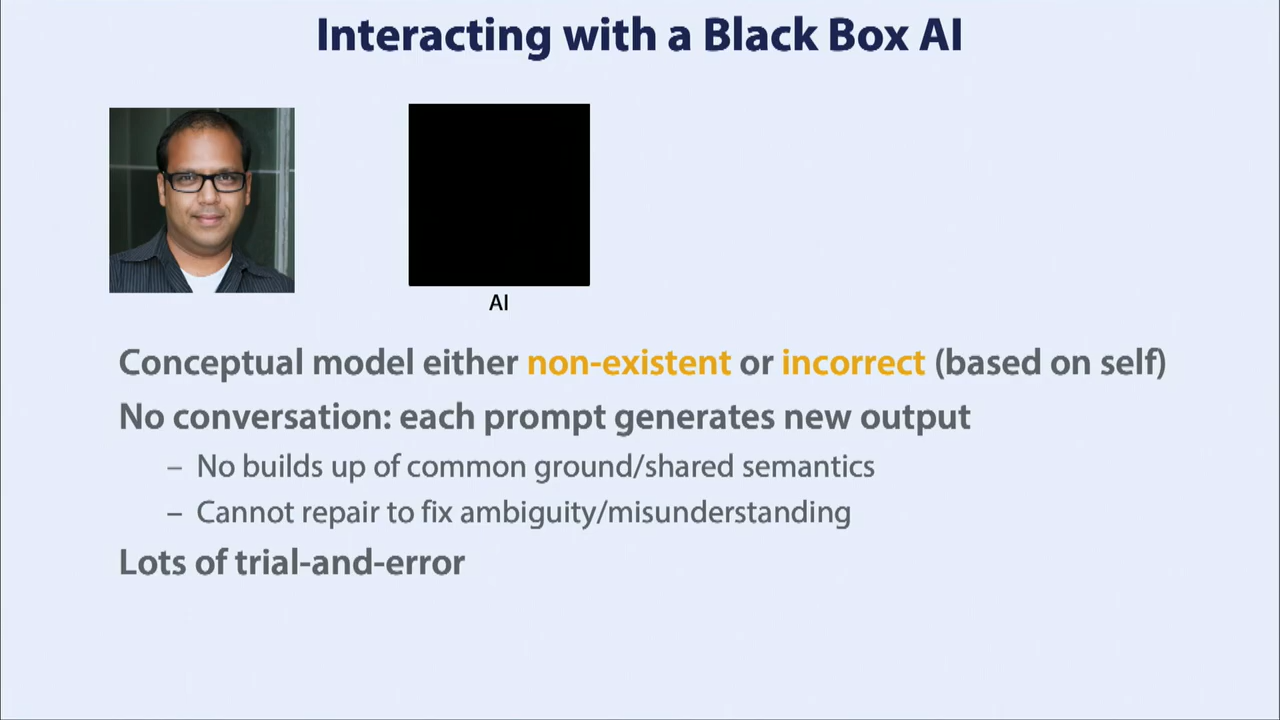 Interacting with a Black Box AI
AI
Conceptual model either non-existent or incorrect (based on self)
No conversation: each prompt generates new output
– No builds up of common ground/shared semantics
– Cannot repair to fix ambiguity/misunderstanding
Lots of trial-and-error